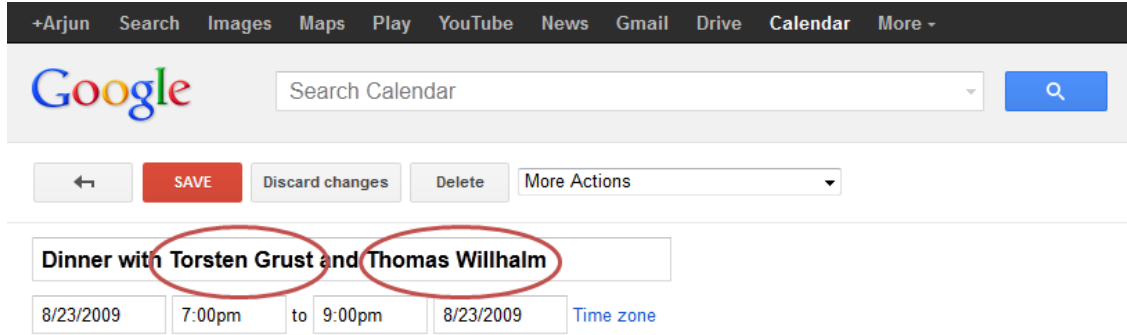 +Arjun Search Images Maps Play YouTube News Gmail Drive Calendar More
Google Search Calendar
SAVE Discard changes Delete More Actions
Dinner with Torsten Grust and Thomas Willhalm
8/23/2009 7:00pm to 9:00pm 8/23/2009 Time zone